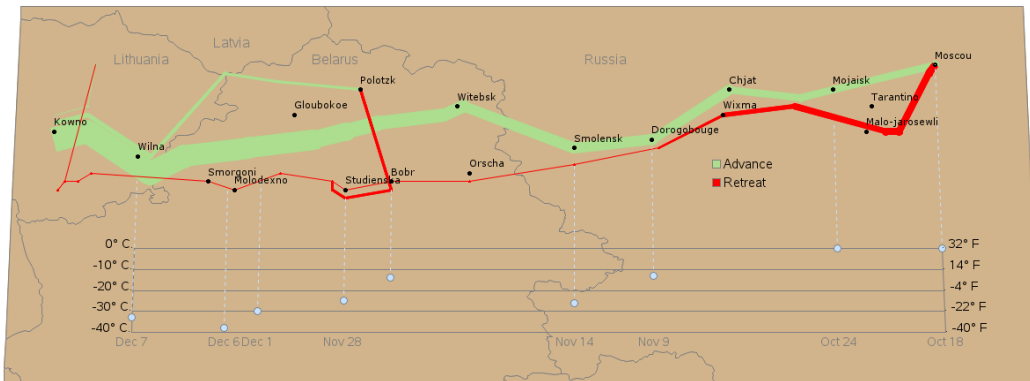 Latvia
Lithuania
Belarus
Russia
Moscou
Polotzk
Chjat
Mojaisk
Witebsk
Tarantino
Gloubokoe
Wixma
Kowno
Malo-jarosewli
Dorogobouge
Smolensk
Wilna
Advance
Orscha
Smorgoni
Bobr
Retreat
Molodexno
Studienska
0° C.
32° F
-10° C.
14° F
-20° C.
-4° F
-30° C.
-22° F
-40° C.
-40° F
Dec 7
Dec 6
Dec 1
Nov 28
Nov 14
Nov 9
Oct 24
Oct 18